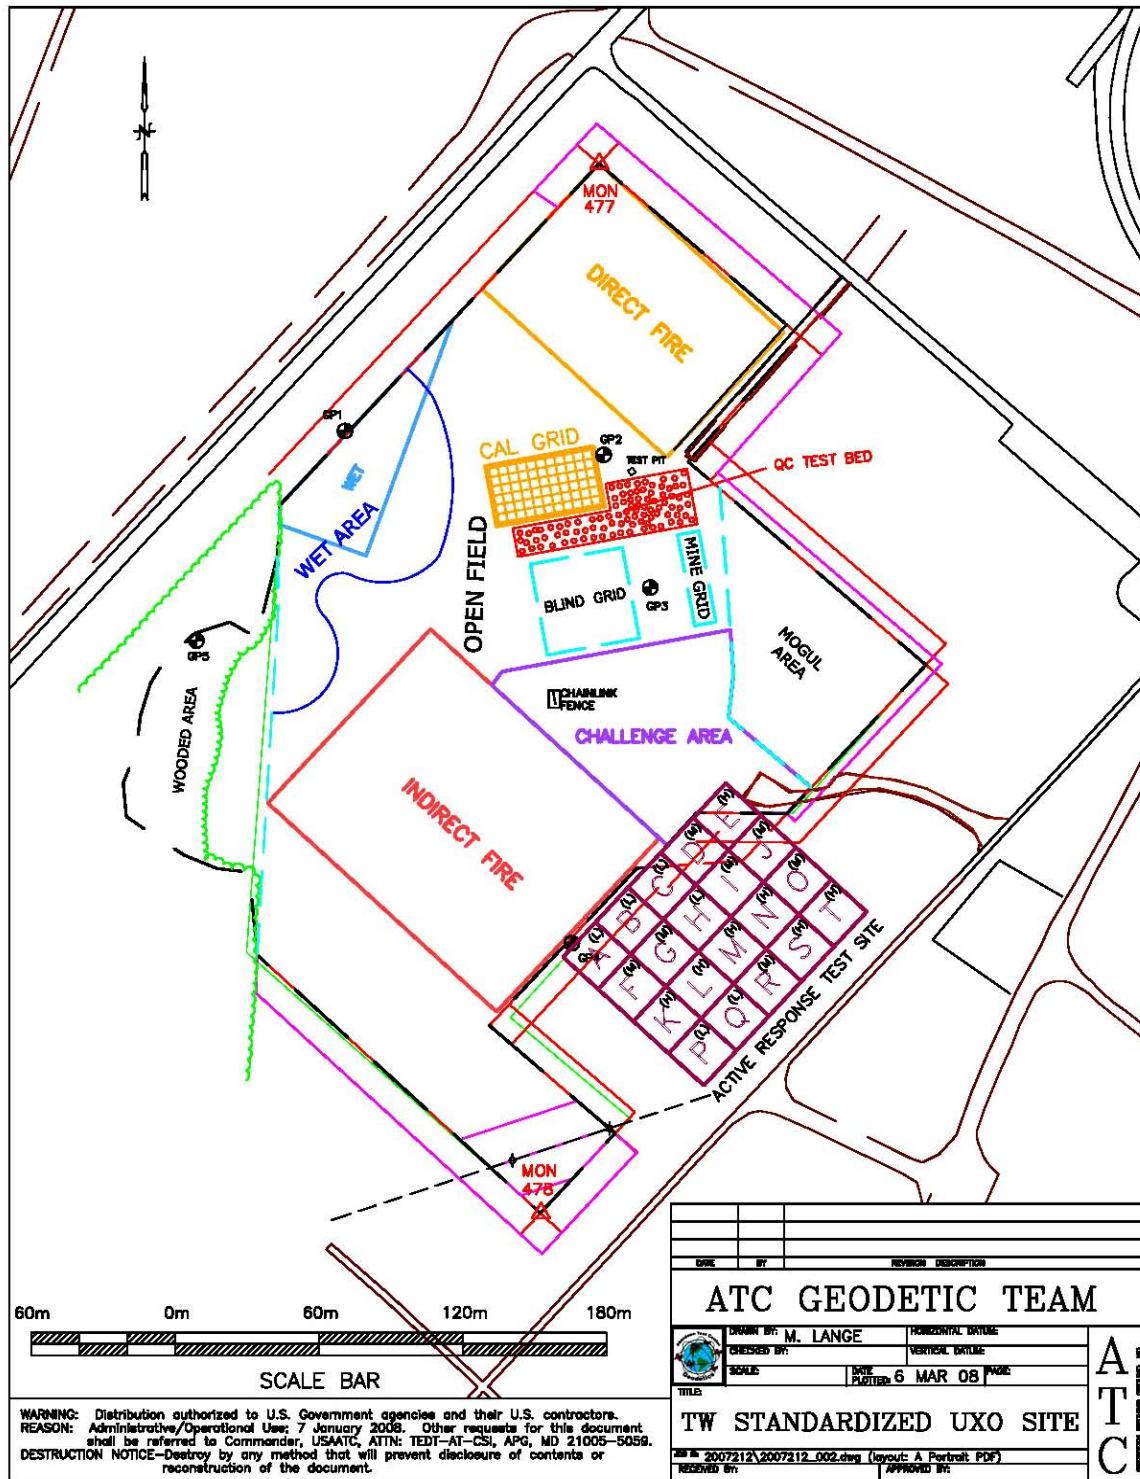 N
MON
477
DIRECT FIRE
GP1
CAL GRID
GP2
TEST PIT
QC TEST BED
WET
WET AREA
OPEN FIELD
BLIND GRID
GP3
MINE GRID
MOGUL
AREA
GP5
WOODED AREA
CHAINLINK
FENCE
CHALLENGE AREA
INDIRECT FIRE
GP4
A (L)
B (L)
C (L)
D (M)
E (H)
F (M)
G (M)
H (L)
I (M)
J (M)
K (H)
L (H)
M (H)
N (H)
O (M)
P (L)
Q (L)
R (M)
S (H)
T (H)
ACTIVE RESPONSE TEST SITE
MON
478
60m 0m 60m 120m 180m
SCALE BAR
WARNING: Distribution authorized to U.S. Government agencies and their U.S. contractors.
REASON: Administrative/Operational Use; 7 January 2008. Other requests for this document
shall be referred to Commander, USAATC, ATTN: TEDT-AT-CSI, APG, MD 21005-5059.
DESTRUCTION NOTICE-Destroy by any method that will prevent disclosure of contents or
reconstruction of the document.
DATE BY REVISION DESCRIPTION
ATC GEODETIC TEAM
DRAWN BY: M. LANGE HORIZONTAL DATUM:
CHECKED BY: VERTICAL DATUM:
SCALE: DATE PLOTTED: 6 MAR 08 PAGE:
TITLE:
TW STANDARDIZED UXO SITE
JOB #: 2007212\2007212_002.dwg (layout: A Portrait PDF)
RECEIVED BY: APPROVED BY:
ATC